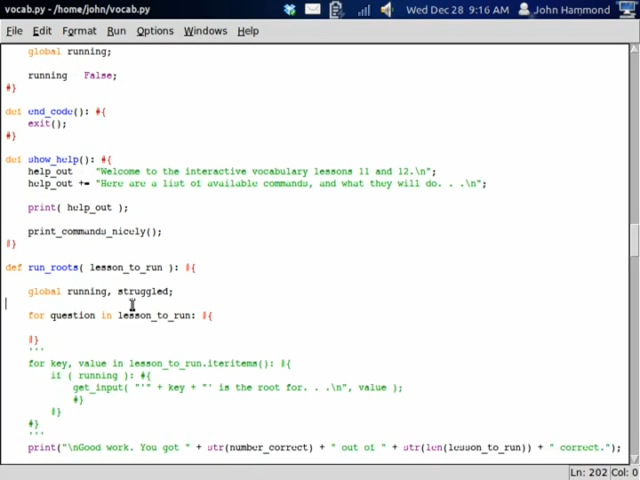 vocab.py - /home/john/vocab.py
Wed Dec 28 9:16 AM John Hammond
File Edit Format Run Options Windows Help
global running;
running = False;
#}
def end_code(): #{
exit();
#}
def show_help(): #{
help_out = "Welcome to the interactive vocabulary lessons 11 and 12.\n";
help_out += "Here are a list of available commands, and what they will do. . .\n";
print( help_out );
print_commands_nicely();
#}
def run_roots( lesson_to_run ): #{
global running, struggled;
for question in lesson_to_run: #{
#}
'''
for key, value in lesson_to_run.iteritems(): #{
if ( running ): #{
get_input( "'" + key + "' is the root for. . .\n", value );
#}
#}
#}
'''
print("\nGood work. You got " + str(number_correct) + " out of " + str(len(lesson_to_run)) + " correct.");
Ln: 202 Col: 0